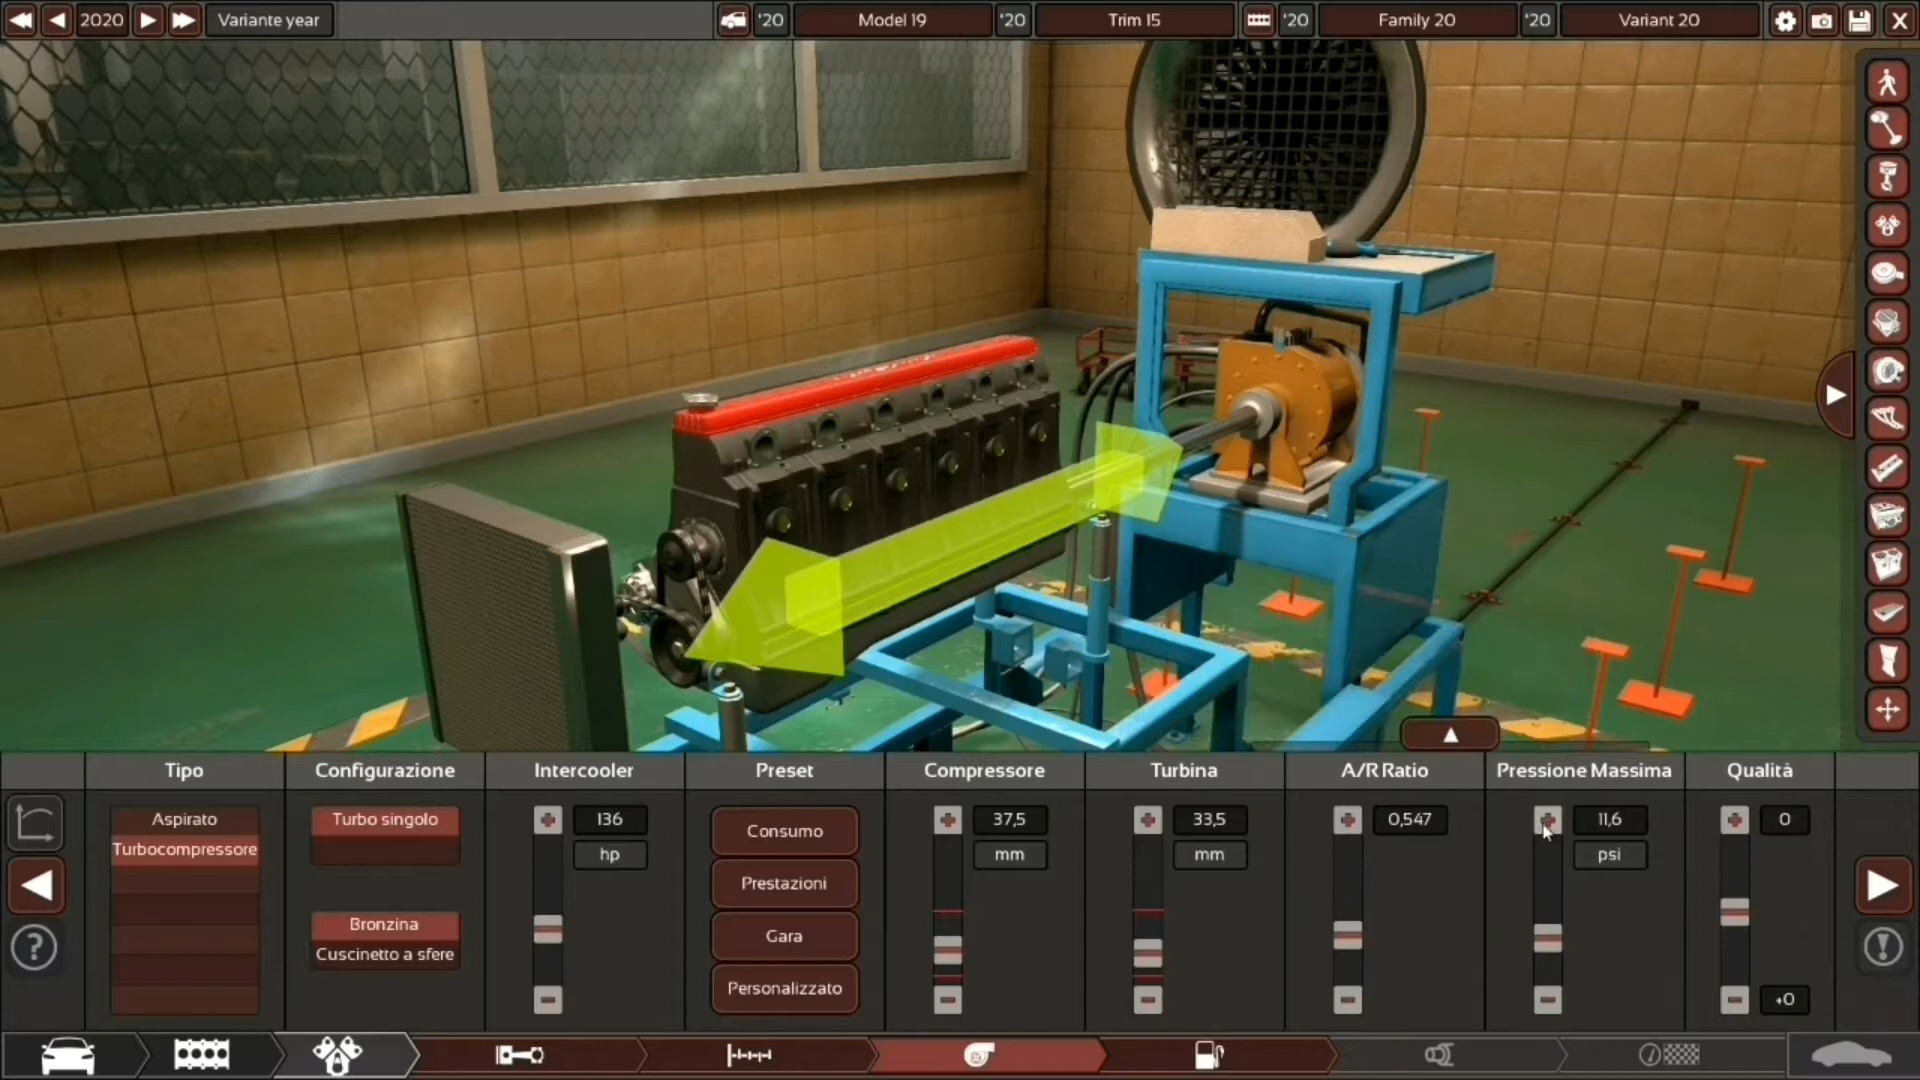 2020
Variante year
'20
Model 19
'20
Trim 15
'20
Family 20
'20
Variant 20
X
Tipo
Configurazione
Intercooler
Preset
Compressore
Turbina
A/R Ratio
Pressione Massima
Qualità
Aspirato
Turbocompressore
Turbo singolo
Bronzina
Cuscinetto a sfere
136
hp
Consumo
Prestazioni
Gara
Personalizzato
37,5
mm
33,5
mm
0,547
11,6
psi
0
+0
?